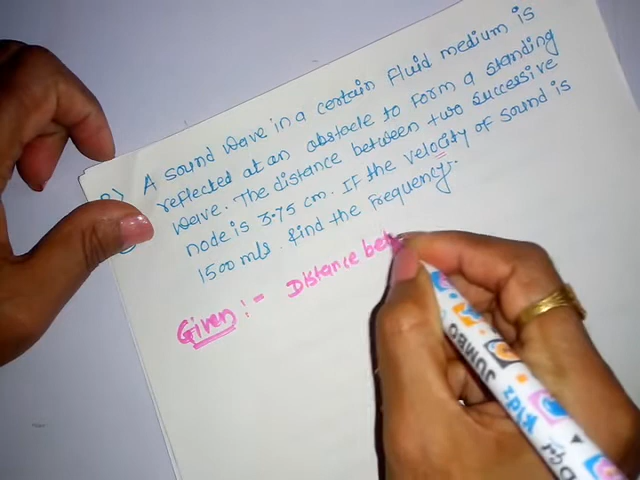 Q) A sound wave in a certain fluid medium is
reflected at an obstacle to form a standing
wave. The distance between two successive
node is 3.75 cm. If the velocity of sound is
1500 m/s. find the frequency.
Given :- Distance bet
JUMBO
Kidz